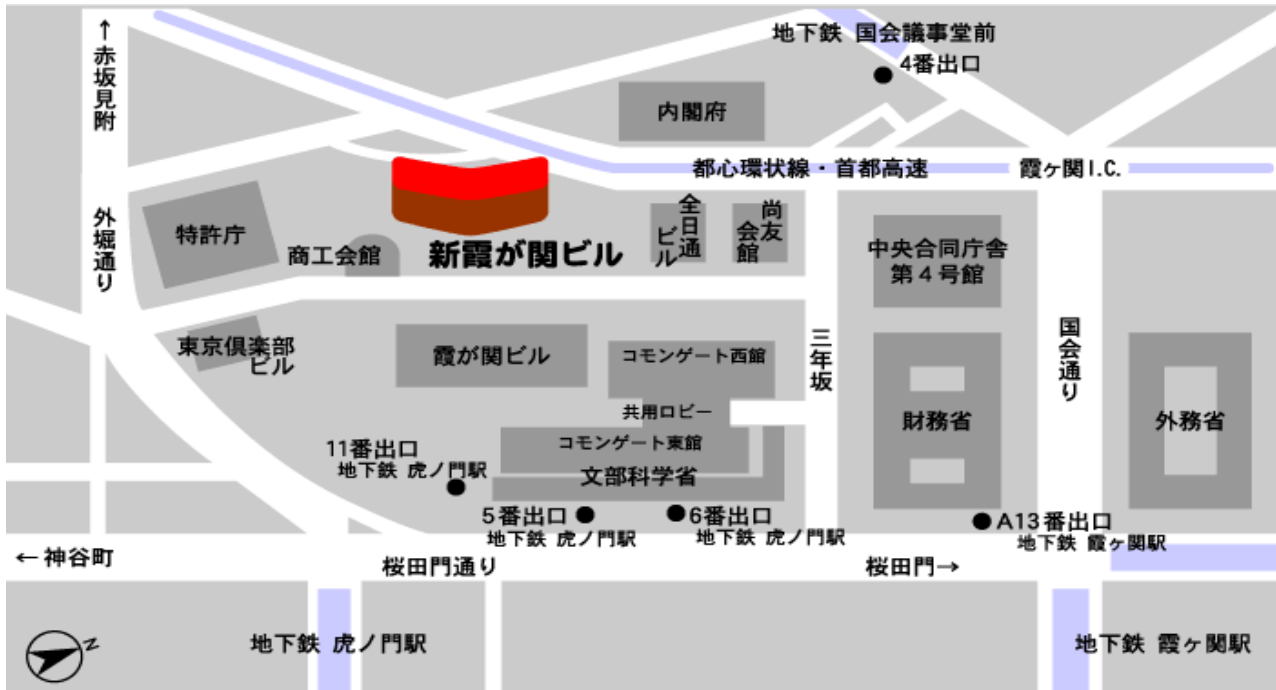 ↑赤坂見附
地下鉄 国会議事堂前
4番出口
内閣府
都心環状線・首都高速
霞ヶ関I.C.
外堀通り
特許庁
商工会館
新霞が関ビル
全日通
ビル
尚友
会館
中央合同庁舎
第4号館
東京倶楽部
ビル
霞が関ビル
コモンゲート西館
共用ロビー
コモンゲート東館
文部科学省
三年坂
国会通り
財務省
外務省
11番出口
地下鉄 虎ノ門駅
5番出口
地下鉄 虎ノ門駅
6番出口
地下鉄 虎ノ門駅
A13番出口
地下鉄 霞ヶ関駅
←神谷町
桜田門通り
桜田門→
地下鉄 虎ノ門駅
地下鉄 霞ヶ関駅
N